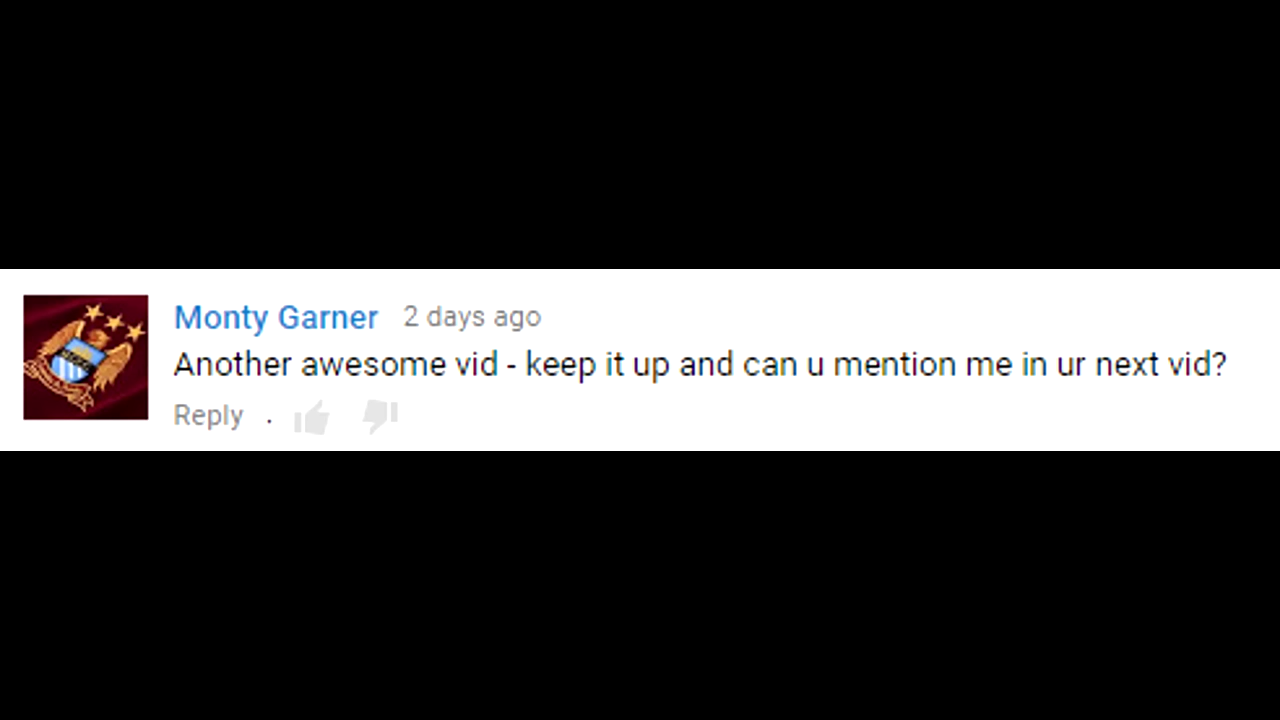 Monty Garner 2 days ago
Another awesome vid - keep it up and can u mention me in ur next vid?
Reply .